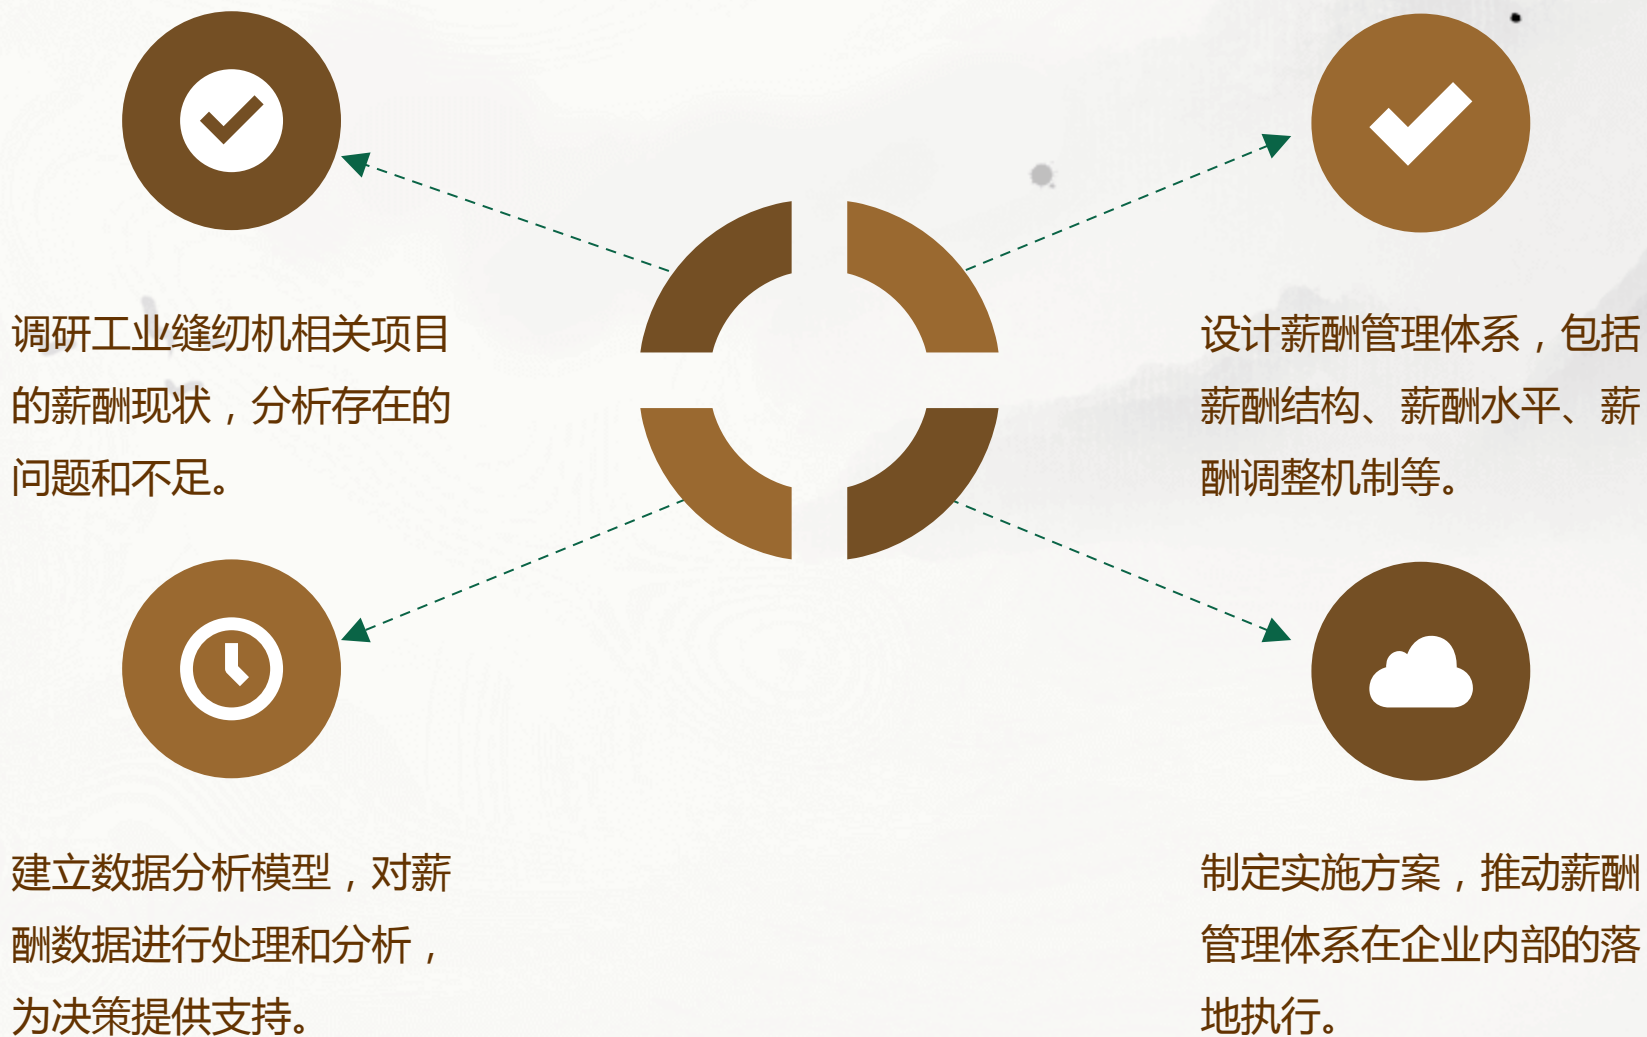 调研工业缝纫机相关项目
的薪酬现状，分析存在的
问题和不足。
设计薪酬管理体系，包括
薪酬结构、薪酬水平、薪
酬调整机制等。
建立数据分析模型，对薪
酬数据进行处理和分析，
为决策提供支持。
制定实施方案，推动薪酬
管理体系在企业内部的落
地执行。